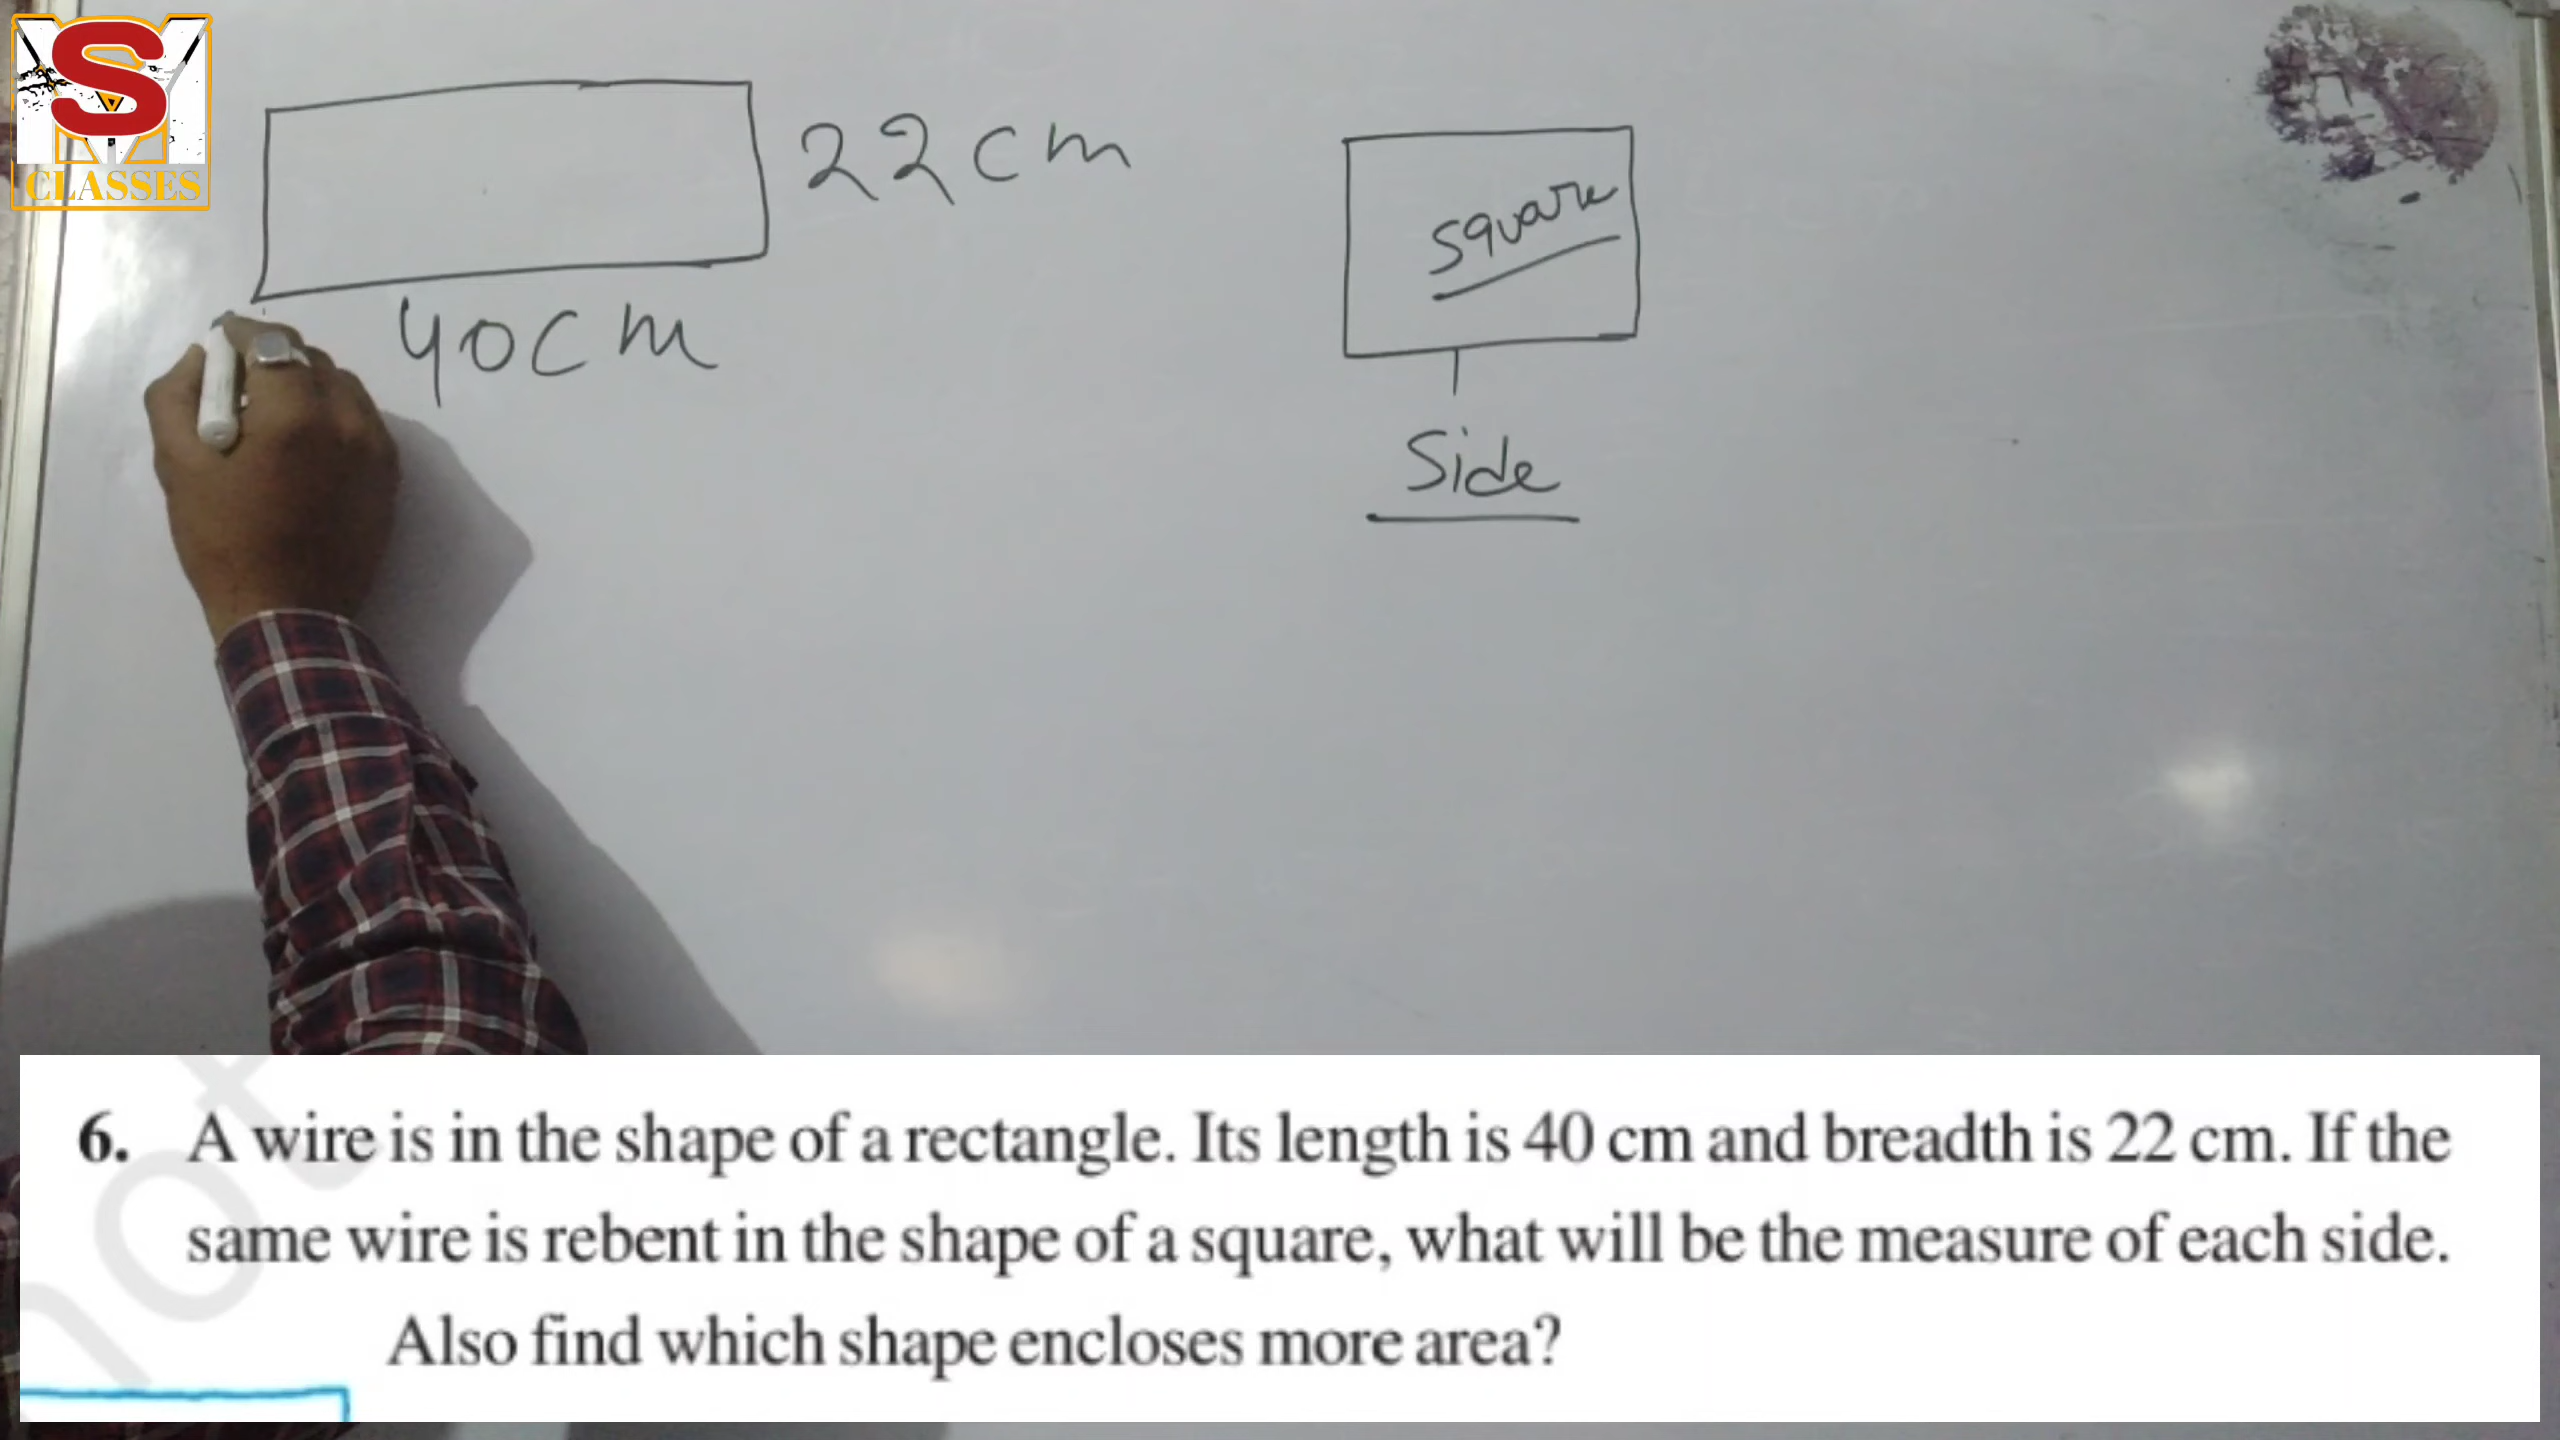 S
CLASSES
22cm
40cm
square
Side
6. A wire is in the shape of a rectangle. Its length is 40 cm and breadth is 22 cm. If the
same wire is rebent in the shape of a square, what will be the measure of each side.
Also find which shape encloses more area?
not